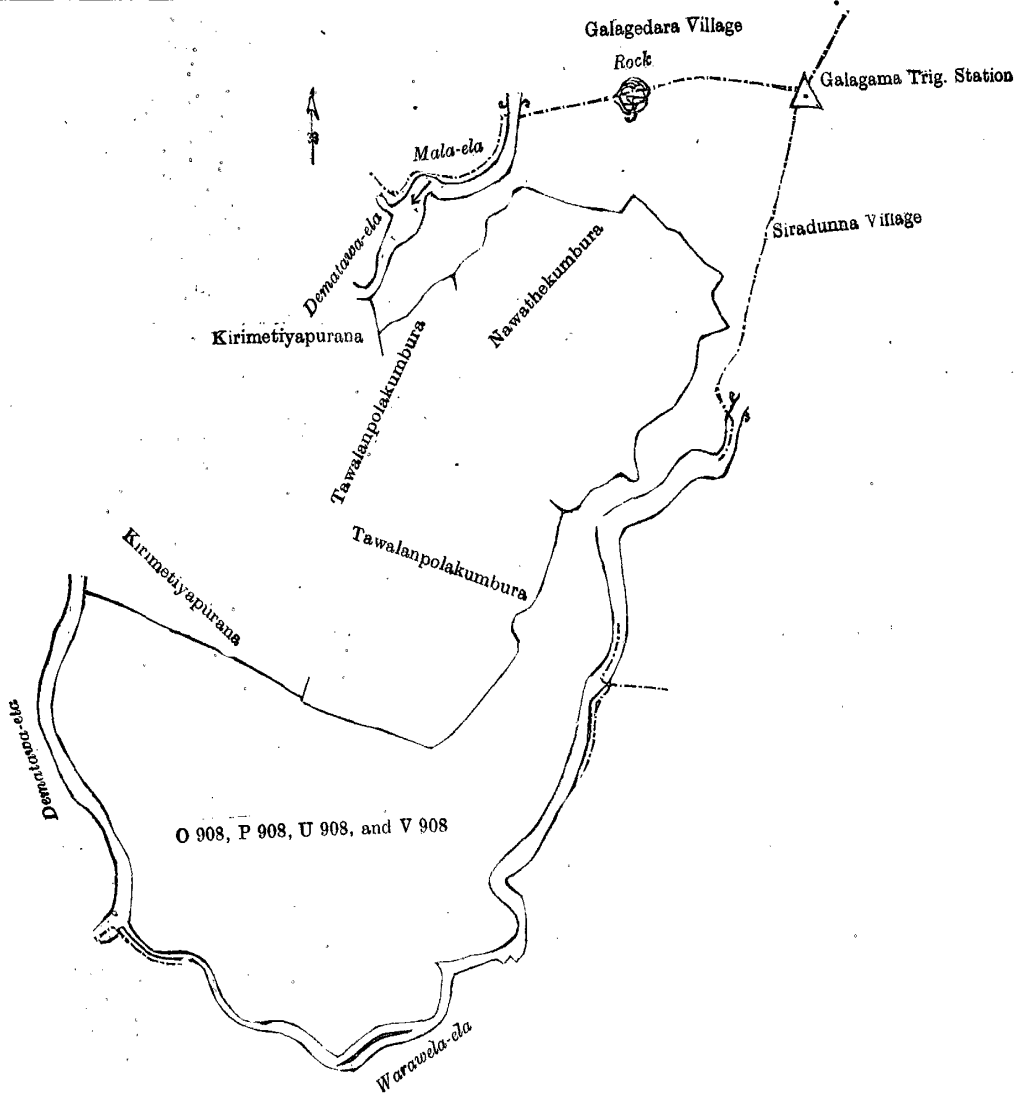 Galagedara Village
Rock
Galagama Trig. Station
Mala-ela
Dematawa-ela
Siradunna Village
Nawathekumbura
Kirimetiyapurana
Tawalanpolakumbura
Tawalanpolakumbura
Kirimetiyapurana
Dematawa-ela
O 908, P 908, U 908, and V 908
Warawela-ela